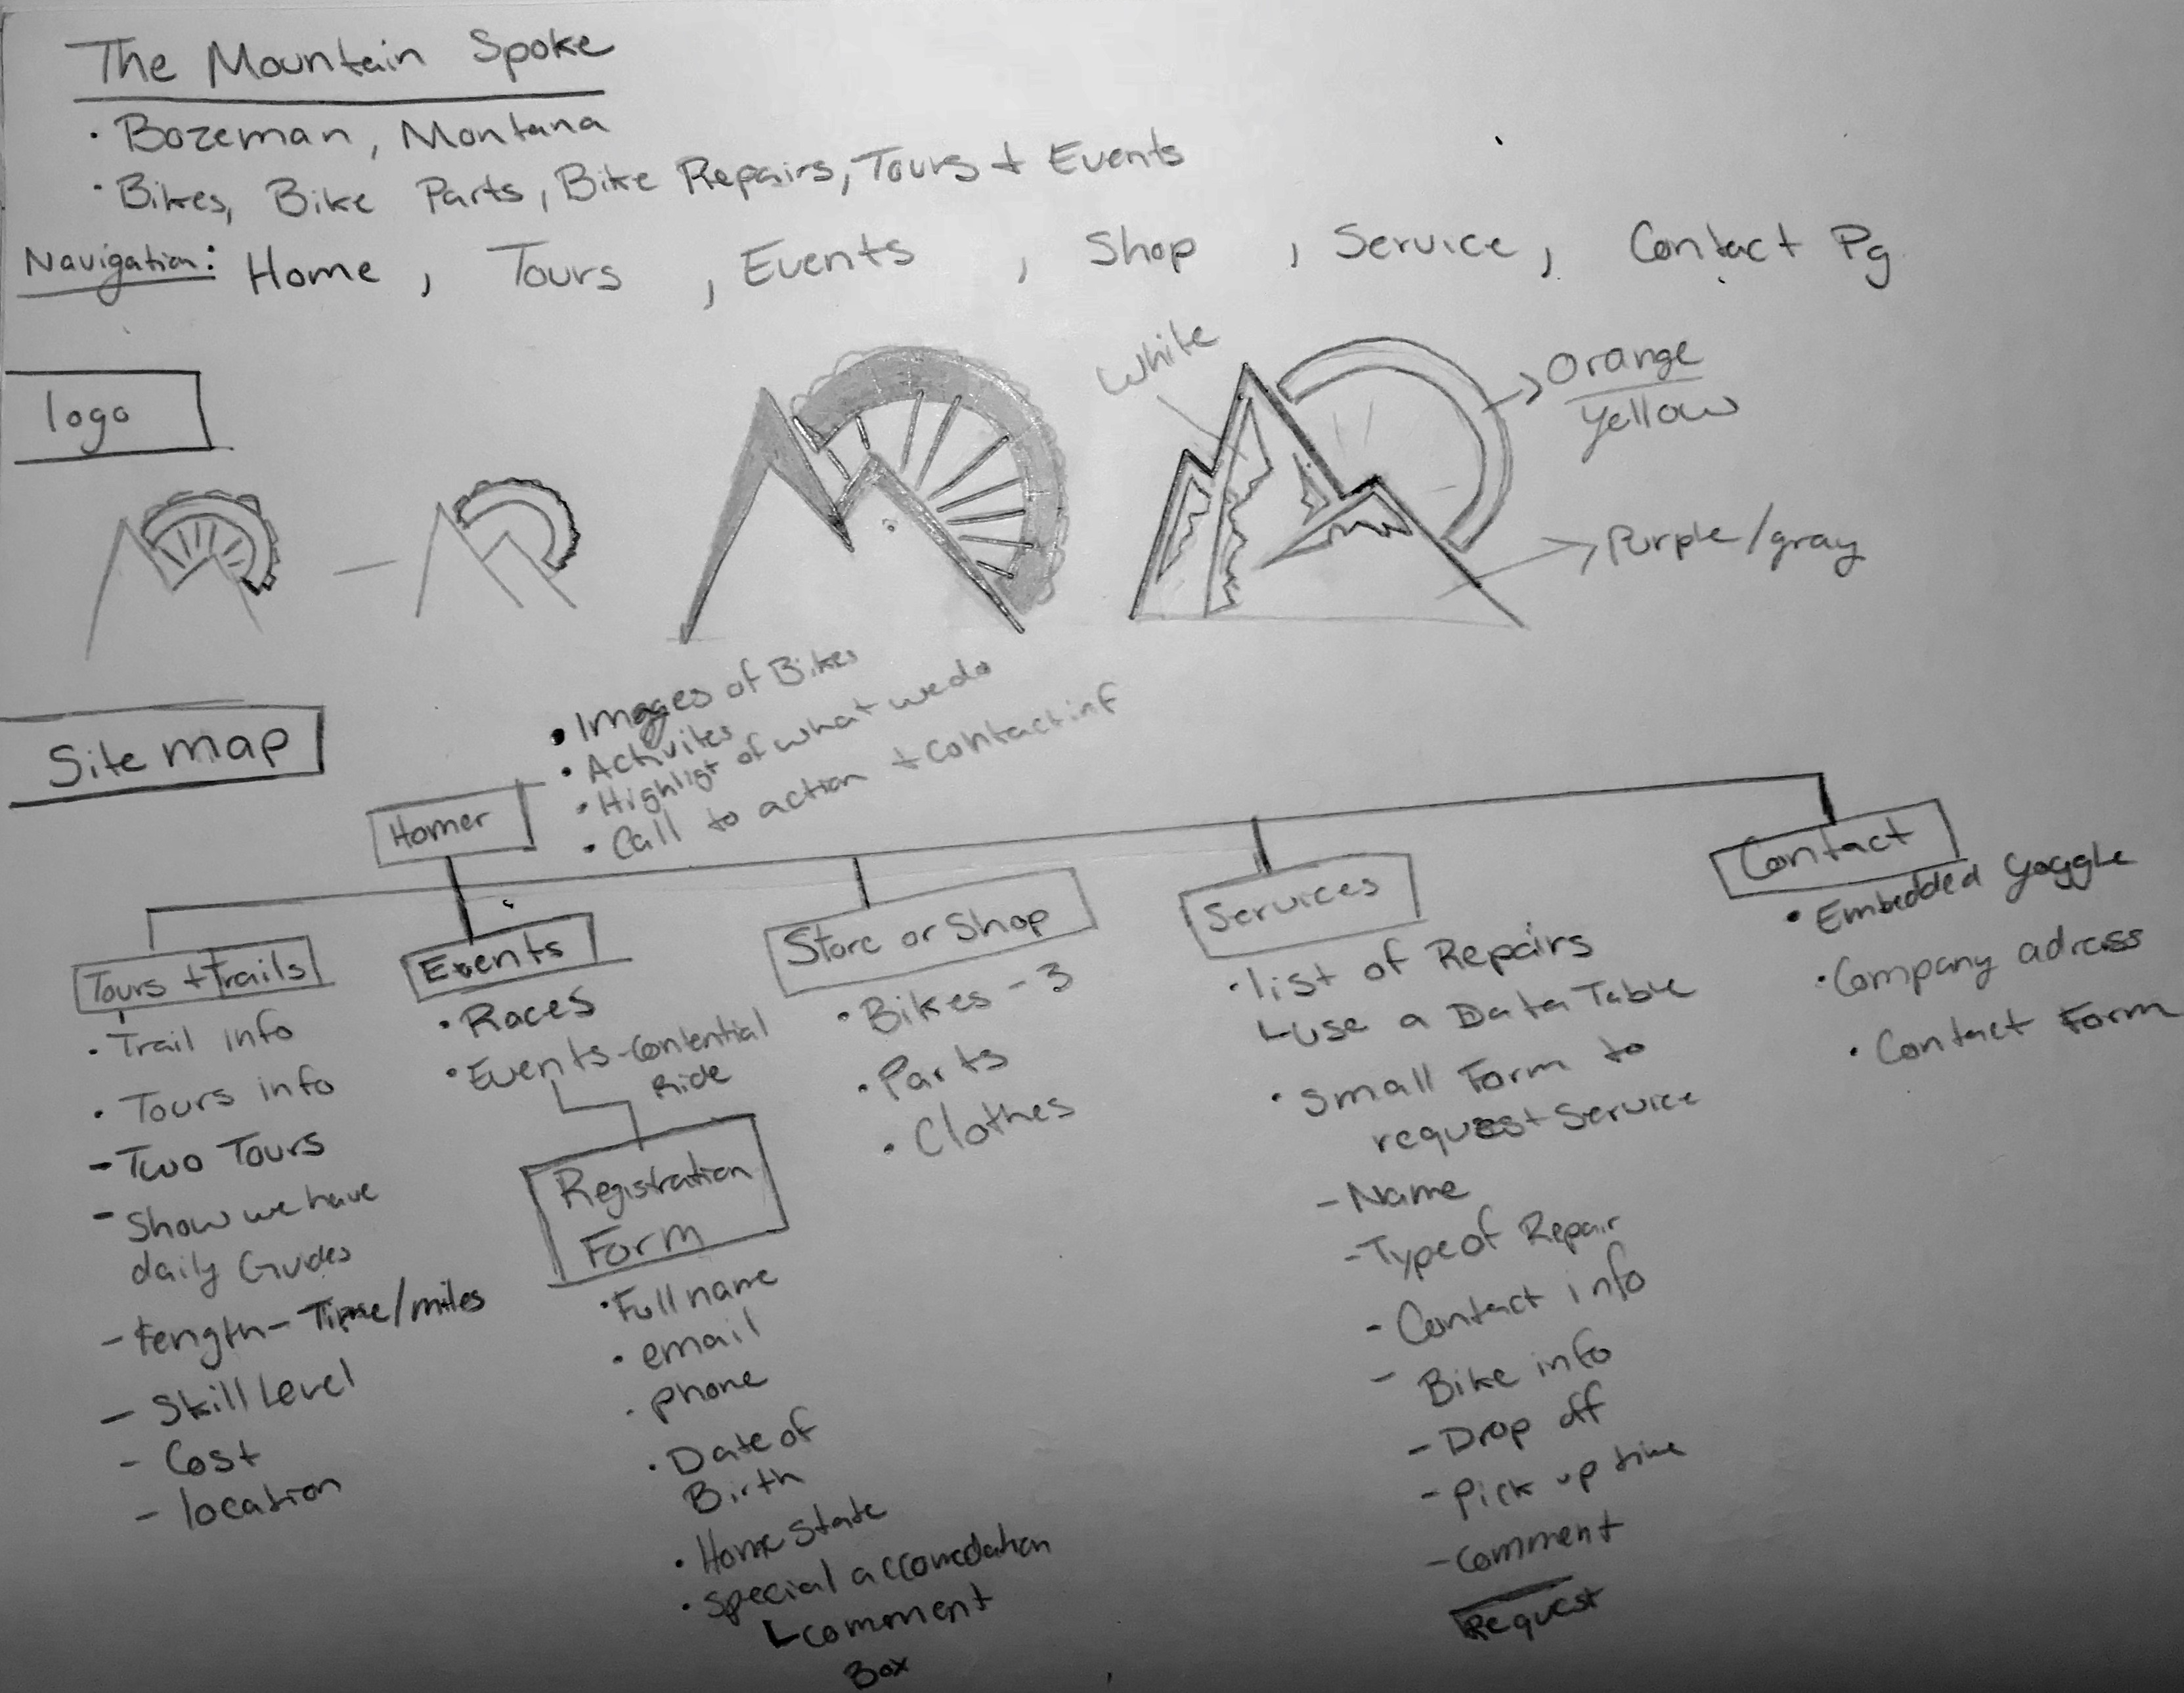 The Mountain Spoke
· Bozeman, Montana
· Bikes, Bike Parts, Bike Repairs, Tours + Events
Navigation: Home, Tours, Events, Shop, Service, Contact Pg
logo
White
Orange
Yellow
Purple/gray
Site map
• Images of Bikes
• Activites
• Highligt of what we do
• Call to action + contact inf
Homer
Tours + Trails
· Trail info
· Tours info
- Two Tours
- Show we have
daily Guides
- Length - Time/miles
- Skill Level
- Cost
- location
Events
· Races
· Events - Contential
Ride
Registration
Form
· Full name
· email
· phone
· Date of
Birth
· Home state
· special accomedation
comment
Box
Store or Shop
· Bikes - 3
· Parts
· Clothes
Services
· list of Repairs
use a Data Table
· Small Form to
request Service
- Name
- Type of Repair
- Contact info
- Bike info
- Drop off
- Pick up time
- comment
Request
Contact
· Embedded goggle
· Company adress
· Contact Form